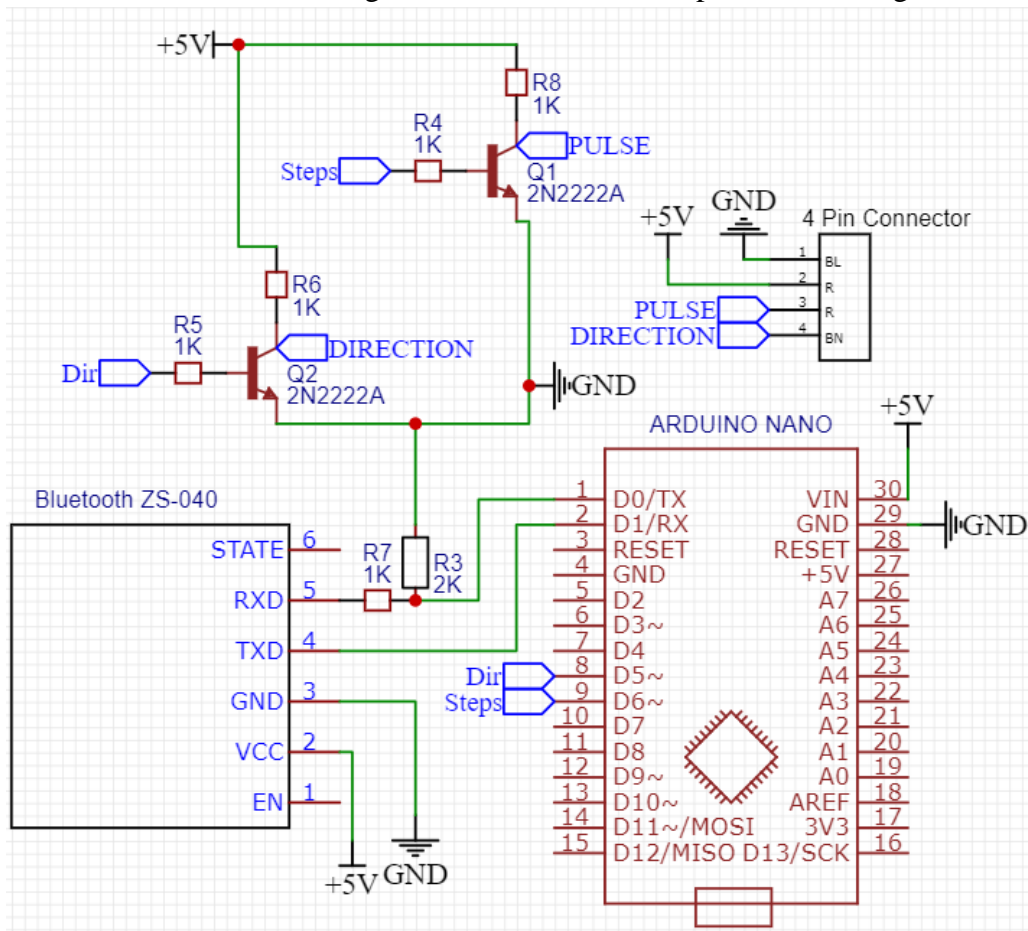 +5V
R8
1K
R4
1K
Steps
PULSE
Q1
2N2222A
+5V
GND
4 Pin Connector
1
BL
2
R
PULSE
3
R
DIRECTION
4
BN
R6
1K
R5
1K
Dir
DIRECTION
Q2
2N2222A
GND
+5V
ARDUINO NANO
Bluetooth ZS-040
STATE 6
RXD 5
TXD 4
GND 3
VCC 2
EN 1
R7
1K
R3
2K
+5V
GND
Dir
Steps
1 D0/TX
2 D1/RX
3 RESET
4 GND
5 D2
6 D3~
7 D4
8 D5~
9 D6~
10 D7
11 D8
12 D9~
13 D10~
14 D11~/MOSI
15 D12/MISO
VIN 30
GND 29
GND
RESET 28
+5V 27
A7 26
A6 25
A5 24
A4 23
A3 22
A2 21
A1 20
A0 19
AREF 18
3V3 17
D13/SCK 16